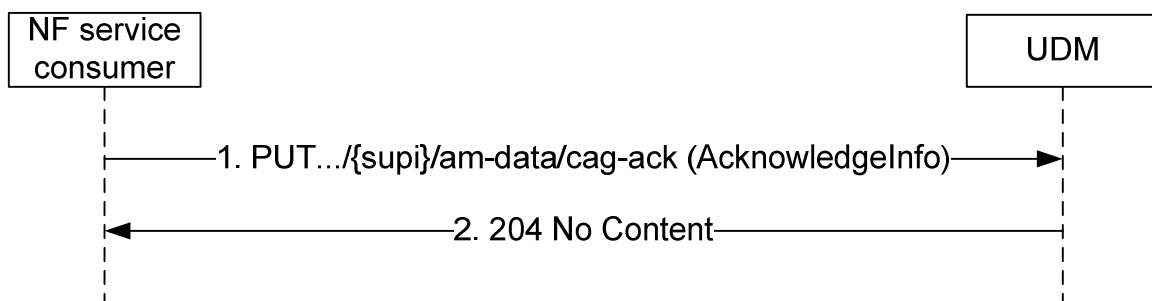 NF service
consumer
UDM
1. PUT.../{supi}/am-data/cag-ack (AcknowledgeInfo)
2. 204 No Content